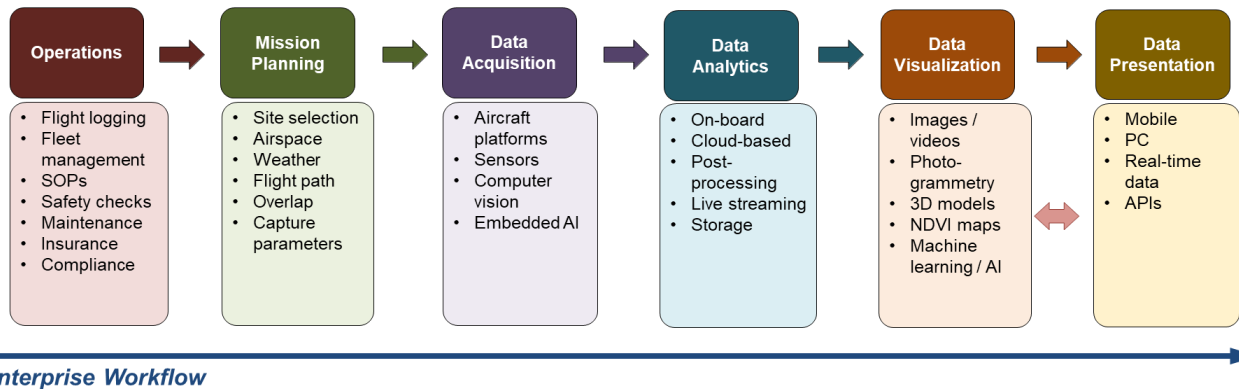 Operations
Mission
Planning
Data
Acquisition
Data
Analytics
Data
Visualization
Data
Presentation
• Flight logging
• Fleet
management
• SOPs
• Safety checks
• Maintenance
• Insurance
• Compliance
• Site selection
• Airspace
• Weather
• Flight path
• Overlap
• Capture
parameters
• Aircraft
platforms
• Sensors
• Computer
vision
• Embedded AI
• On-board
• Cloud-based
• Post-
processing
• Live streaming
• Storage
• Images /
videos
• Photo-
grammetry
• 3D models
• NDVI maps
• Machine
learning / AI
• Mobile
• PC
• Real-time
data
• APIs
nterprise Workflow